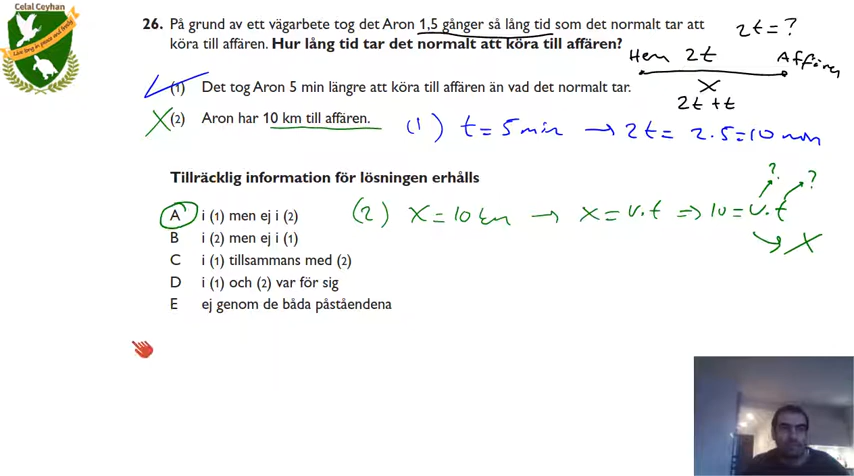 Celal Ceyhan
26. På grund av ett vägarbete tog det Aron 1,5 gånger så lång tid som det normalt tar att
köra till affären. Hur lång tid tar det normalt att köra till affären?
2t = ?
Hem 2t Affären
x
2t + t
(1) Det tog Aron 5 min längre att köra till affären än vad det normalt tar.
(2) Aron har 10 km till affären.
(1) t = 5 min → 2t = 2.5 = 10 min
Tillräcklig information för lösningen erhålls
A i (1) men ej i (2)
(2) x = 10 km → x = v.t ⇒ 10 = v.t
? ?
X
B i (2) men ej i (1)
C i (1) tillsammans med (2)
D i (1) och (2) var för sig
E ej genom de båda påståendena